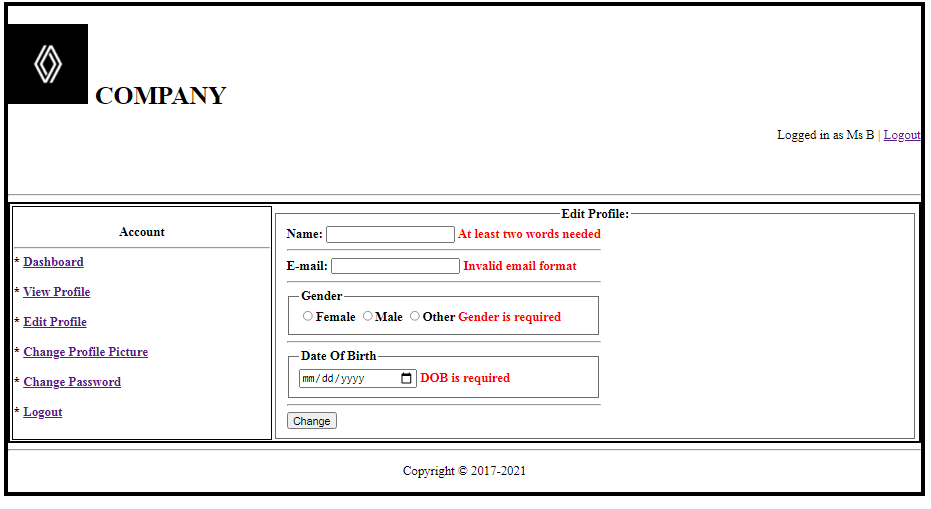 COMPANY
Logged in as Ms B | Logout
Account
* Dashboard
* View Profile
* Edit Profile
* Change Profile Picture
* Change Password
* Logout
Edit Profile:
Name: At least two words needed
E-mail: Invalid email format
Gender
Female Male Other Gender is required
Date Of Birth
mm/dd/yyyy DOB is required
Change
Copyright © 2017-2021